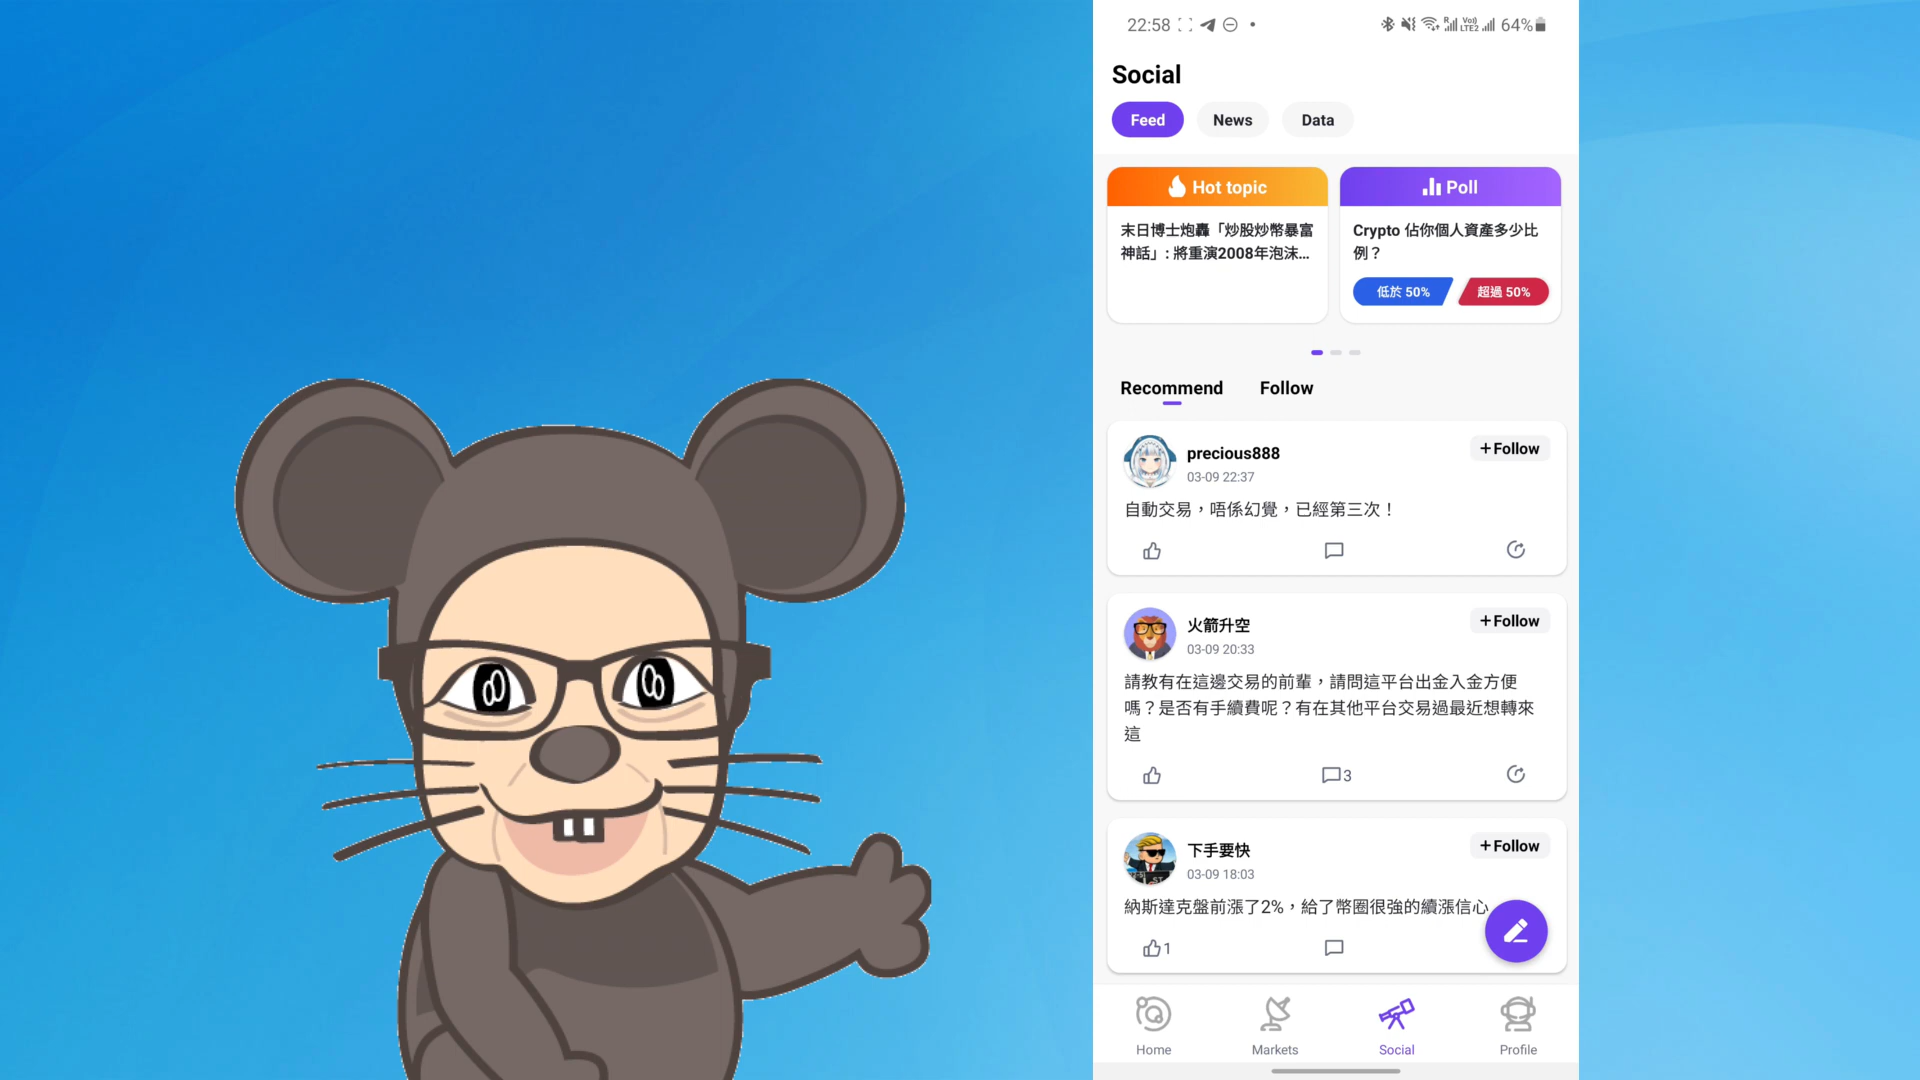 22:58
64%
Social
Feed
News
Data
Hot topic
末日博士炮轟「炒股炒幣暴富
神話」: 將重演2008年泡沫...
Poll
Crypto 佔你個人資產多少比
例？
低於 50%
超過 50%
Recommend
Follow
precious888
03-09 22:37
+Follow
自動交易，唔係幻覺，已經第三次！
火箭升空
03-09 20:33
+Follow
請教有在這邊交易的前輩，請問這平台出金入金方便
嗎？是否有手續費呢？有在其他平台交易過最近想轉來
這
3
下手要快
03-09 18:03
+Follow
納斯達克盤前漲了2%，給了幣圈很強的續漲信心
1
Home
Markets
Social
Profile